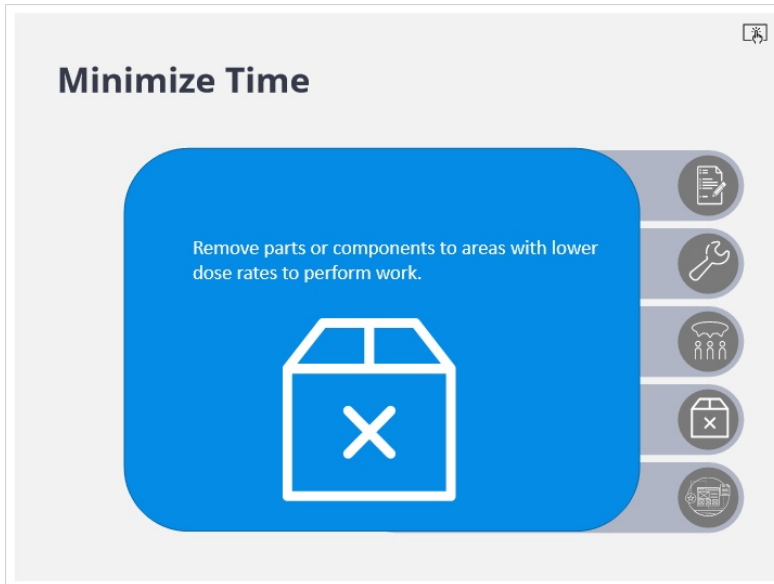 Minimize Time
Remove parts or components to areas with lower
dose rates to perform work.